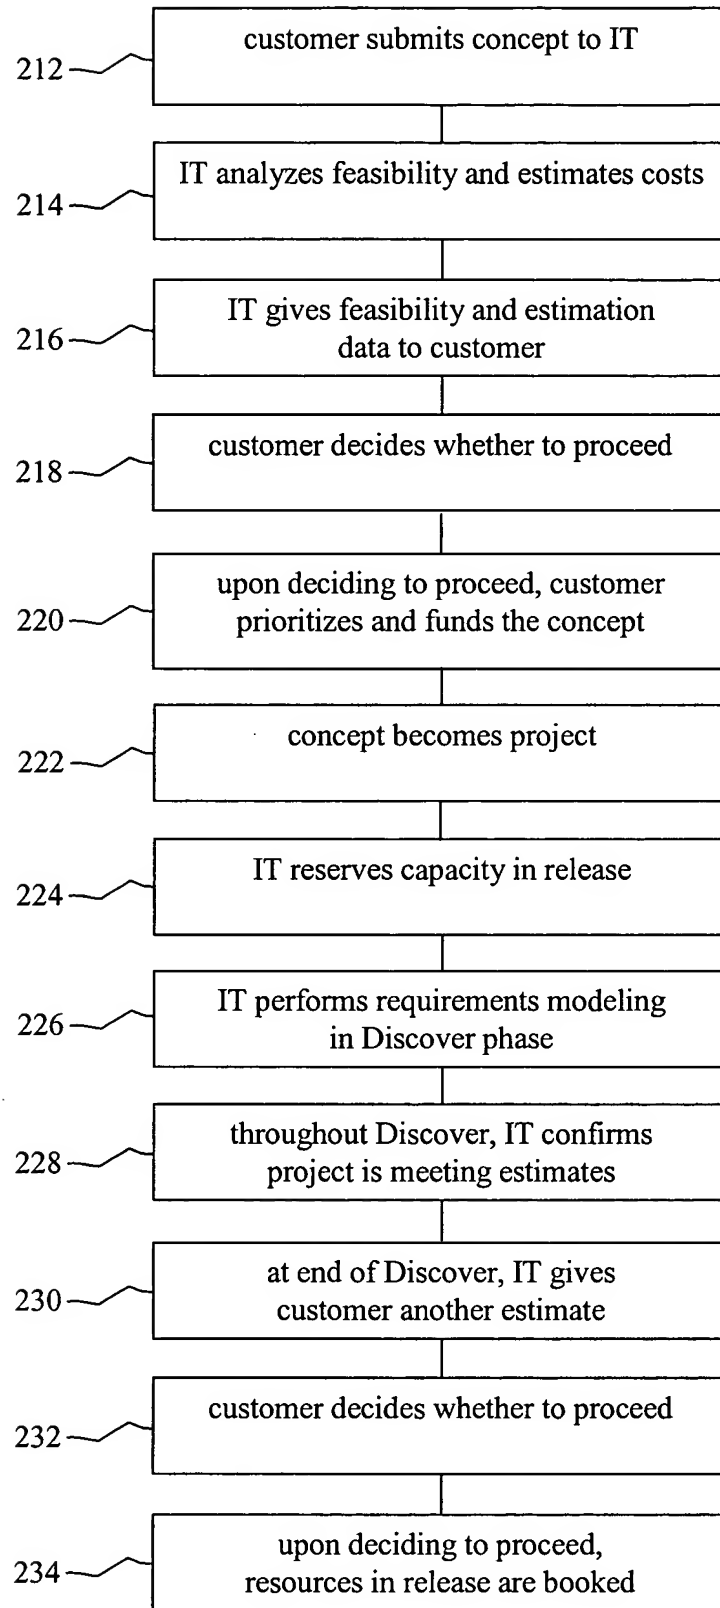 customer submits concept to IT
212
IT analyzes feasibility and estimates costs
214
IT gives feasibility and estimation
data to customer
216
customer decides whether to proceed
218
upon deciding to proceed, customer
prioritizes and funds the concept
220
concept becomes project
222
IT reserves capacity in release
224
IT performs requirements modeling
in Discover phase
226
throughout Discover, IT confirms
project is meeting estimates
228
at end of Discover, IT gives
customer another estimate
230
customer decides whether to proceed
232
upon deciding to proceed,
resources in release are booked
234